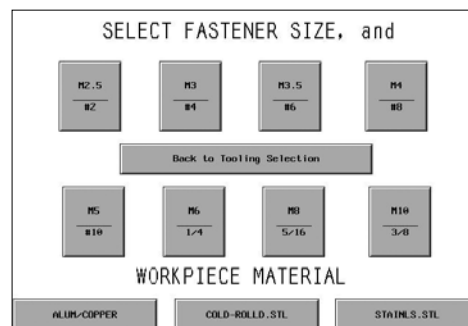 SELECT FASTENER SIZE, and
M2.5 M3 M3.5 M4
#2 #4 #6 #8
Back to Tooling Selection
M5 M6 M8 M10
#10 1/4 5/16 3/8
WORKPIECE MATERIAL
ALUM/COPPER COLD-ROLLD.STL STAINLS.STL